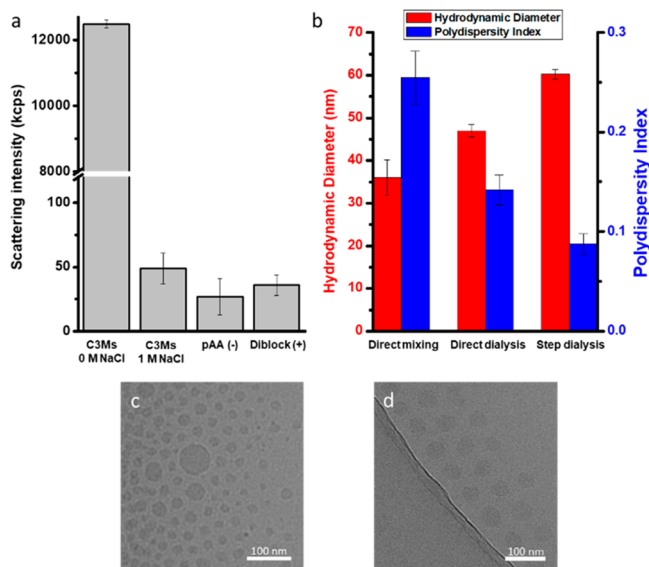 a
Scattering intensity (kcps)
12000
10000
8000
100
50
0
C3Ms
0 M NaCl
C3Ms
1 M NaCl
pAA (-)
Diblock (+)
b
Hydrodynamic Diameter
Polydispersity Index
Hydrodynamic Diameter (nm)
70
60
50
40
30
20
10
0
Direct mixing
Direct dialysis
Step dialysis
0.3
0.2
0.1
0.0
Polydispersity Index
c
100 nm
d
100 nm